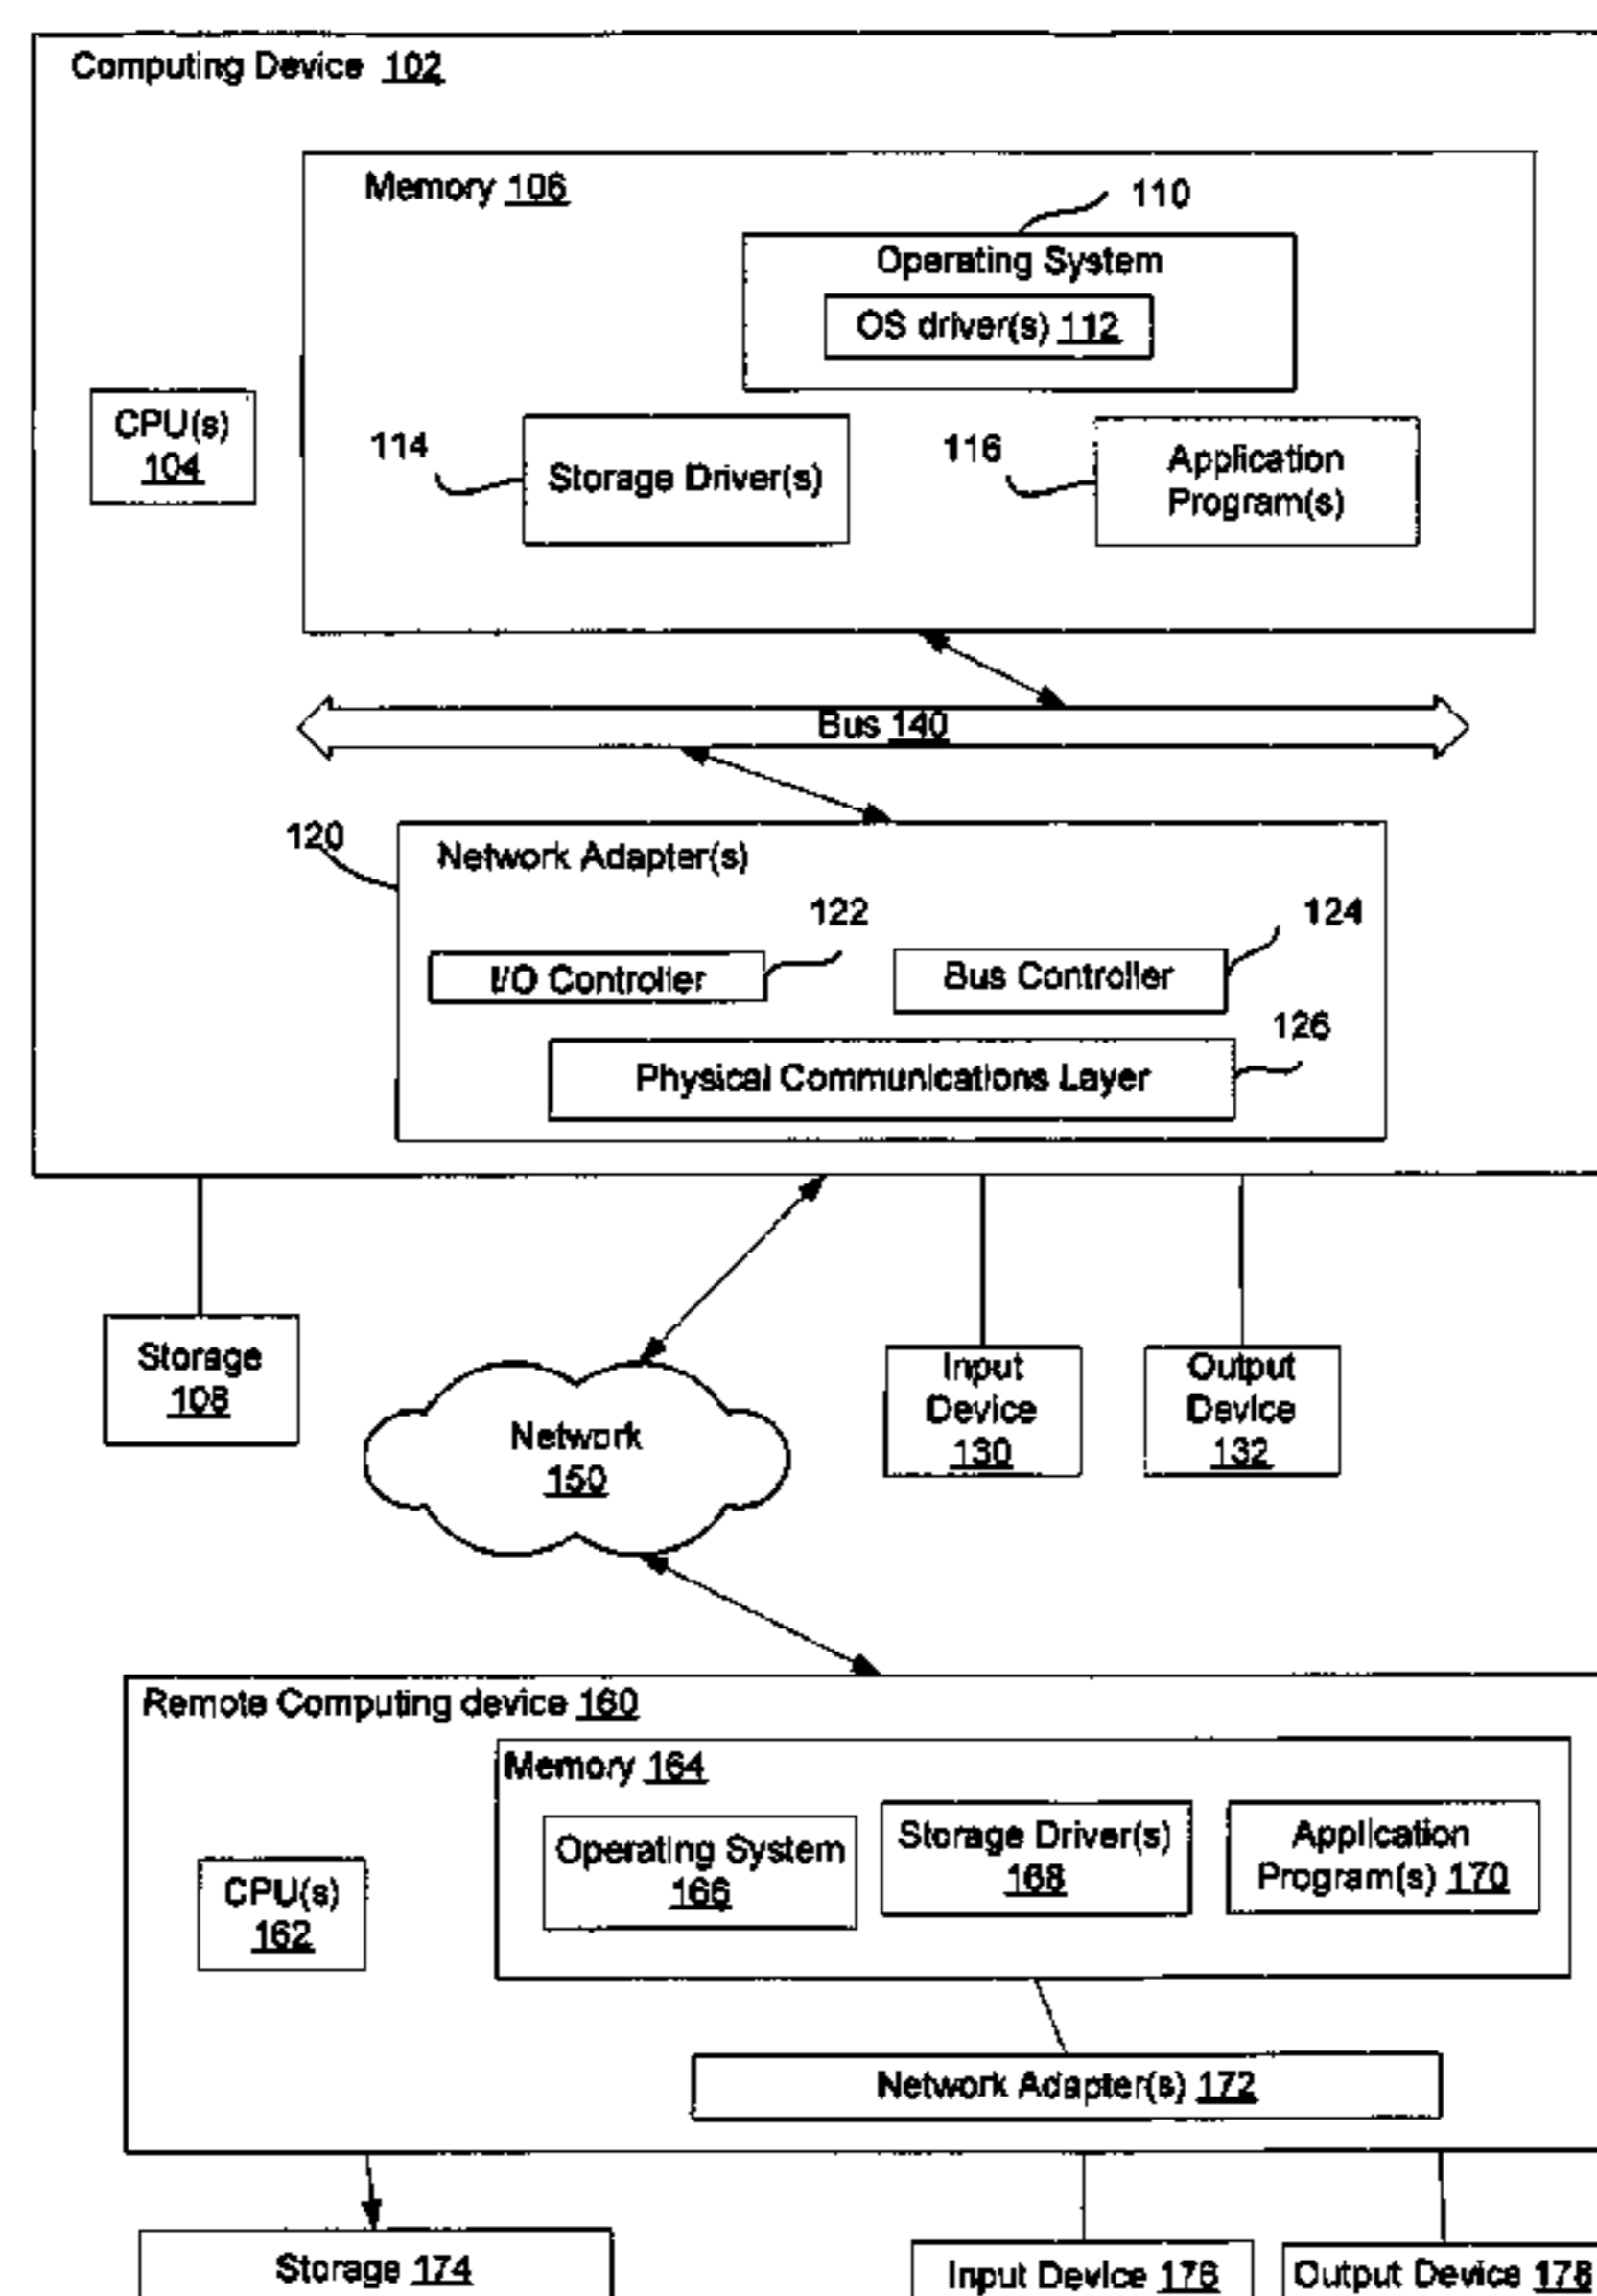 Computing Device 102
Memory 106
110
Operating System
OS driver(s) 112
CPU(s)
104
114
Storage Driver(s)
116
Application
Program(s)
Bus 140
120
Network Adapter(s)
122
124
I/O Controller
Bus Controller
126
Physical Communications Layer
Storage
108
Network
150
Input
Device
130
Output
Device
132
Remote Computing device 160
Memory 164
Operating System
166
Storage Driver(s)
168
Application
Program(s) 170
CPU(s)
162
Network Adapter(s) 172
Storage 174
Input Device 176
Output Device 178